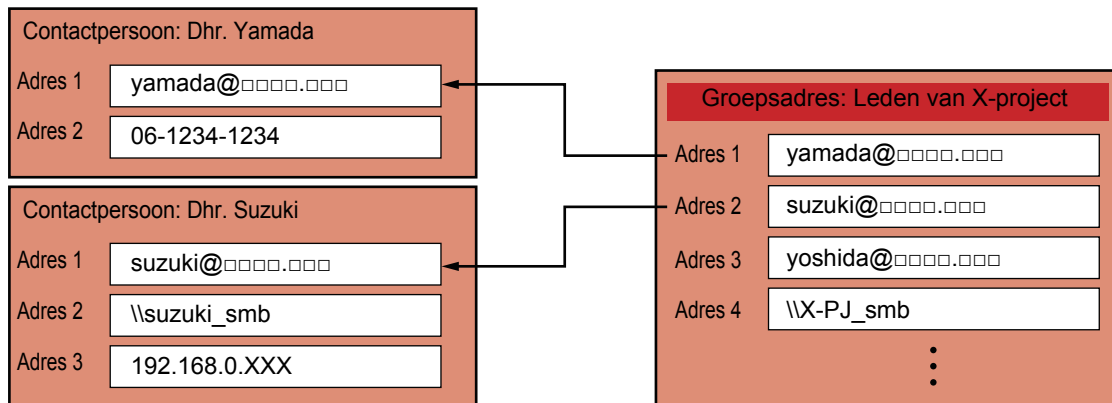 Contactpersoon: Dhr. Yamada
Adres 1 yamada@□□□□.□□□
Adres 2 06-1234-1234
Contactpersoon: Dhr. Suzuki
Adres 1 suzuki@□□□□.□□□
Adres 2 \\suzuki_smb
Adres 3 192.168.0.XXX
Groepsadres: Leden van X-project
Adres 1 yamada@□□□□.□□□
Adres 2 suzuki@□□□□.□□□
Adres 3 yoshida@□□□□.□□□
Adres 4 \\X-PJ_smb